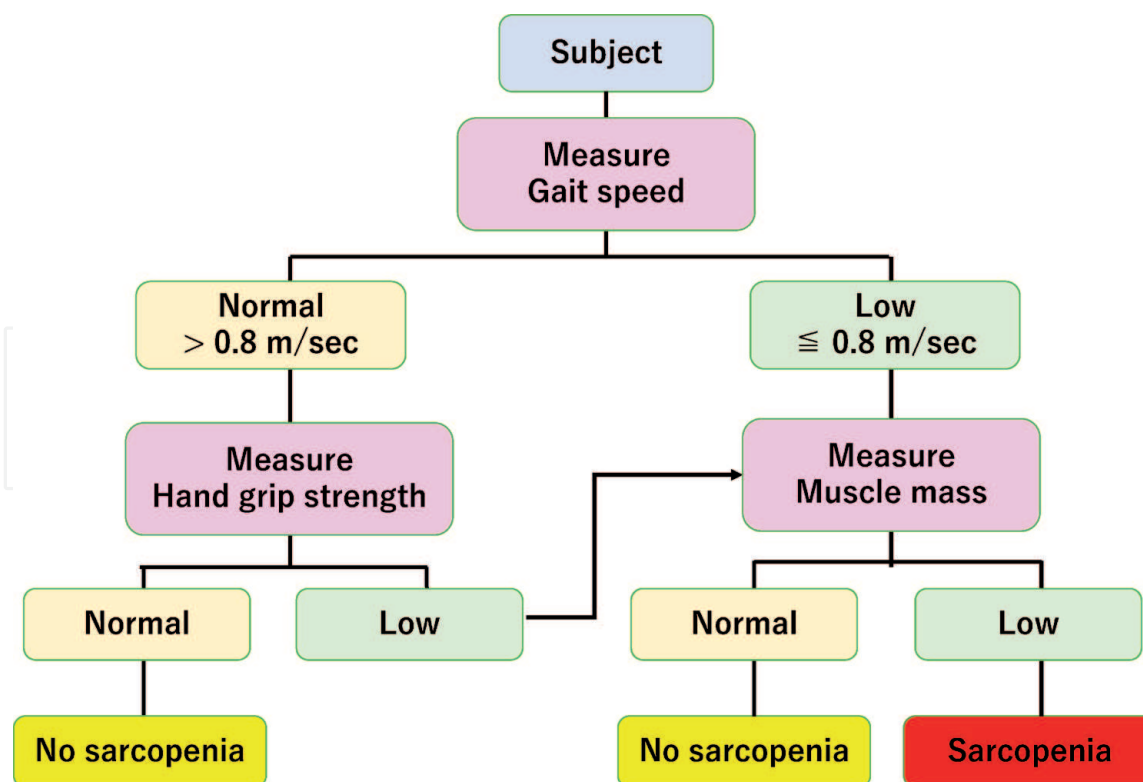 Subject
Measure
Gait speed
Normal
> 0.8 m/sec
Low
≦ 0.8 m/sec
Measure
Hand grip strength
Measure
Muscle mass
Normal
Low
Normal
Low
No sarcopenia
No sarcopenia
Sarcopenia